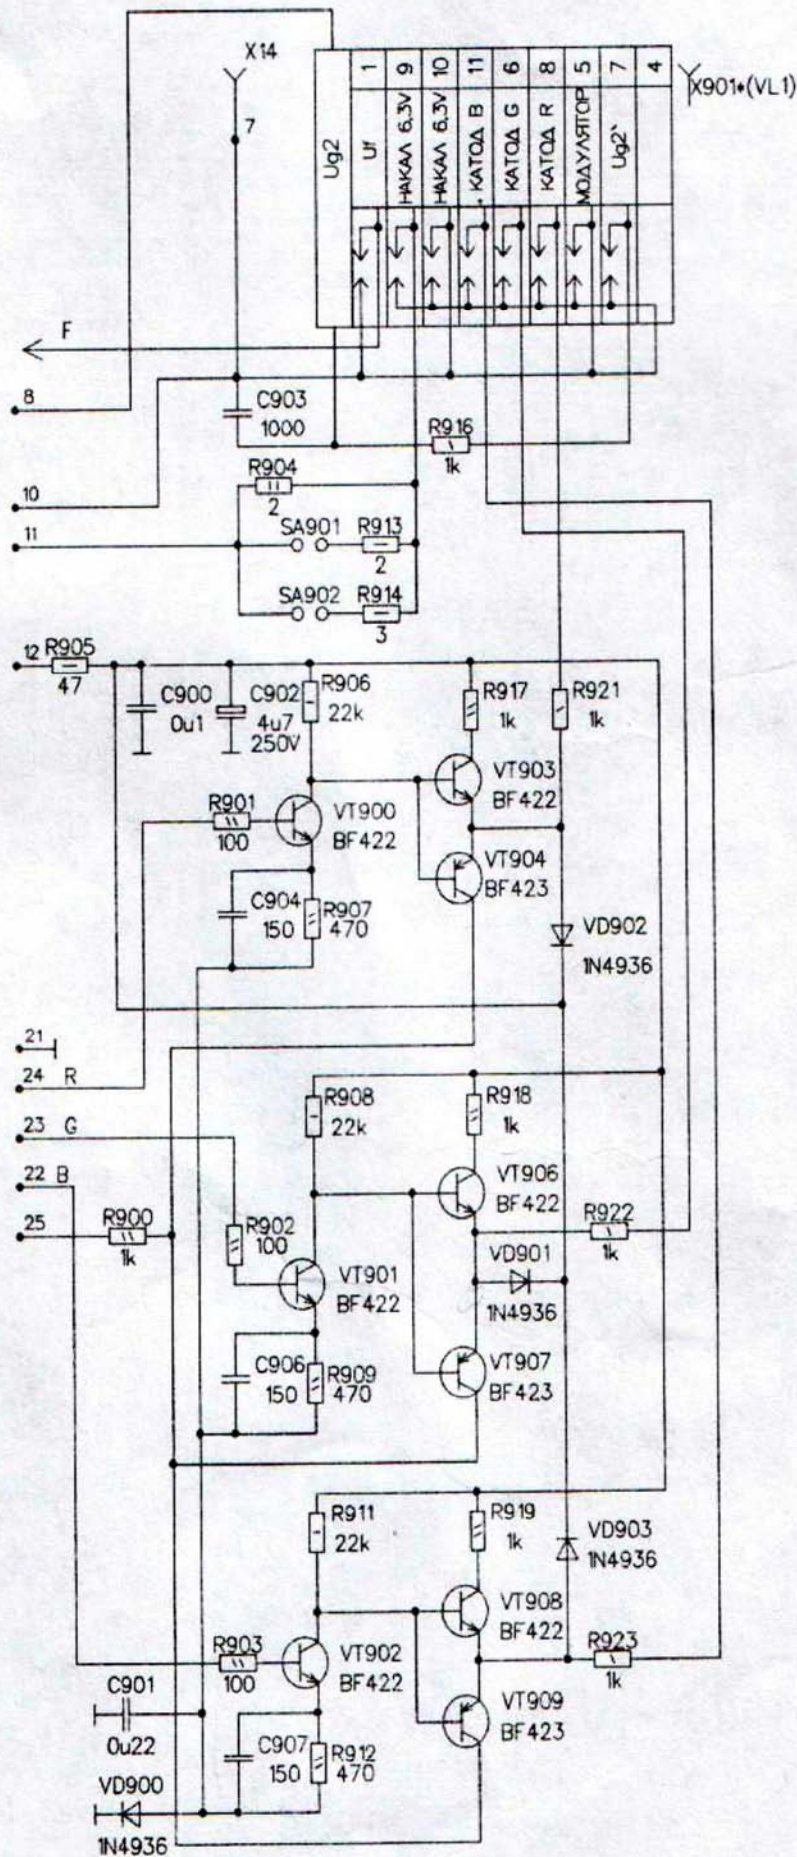 X14
7
Ug2
1 9 10 11 6 8 5 7 4
Uf
НАКАЛ 6.3V
НАКАЛ 6.3V
КАТОД B
КАТОД G
КАТОД R
МОДУЛЯТОР
Ug2`
X901*(VL1)
F
8
C903
1000
R916
1k
R904
2
10
11
SA901 R913
2
SA902 R914
3
12 R905
47
C900
0u1
C902
4u7
250V
R906
22k
R917
1k
R921
1k
VT903
BF422
R901
100
VT900
BF422
VT904
BF423
C904
150
R907
470
VD902
1N4936
21
24 R
R908
22k
R918
1k
23 G
VT906
BF422
22 B
25 R900
1k
R902
100
R922
1k
VT901
BF422
VD901
1N4936
C906
150
R909
470
VT907
BF423
R911
22k
R919
1k
VD903
1N4936
VT908
BF422
R903
100
VT902
BF422
R923
1k
C901
0u22
VT909
BF423
C907
150
R912
470
VD900
1N4936